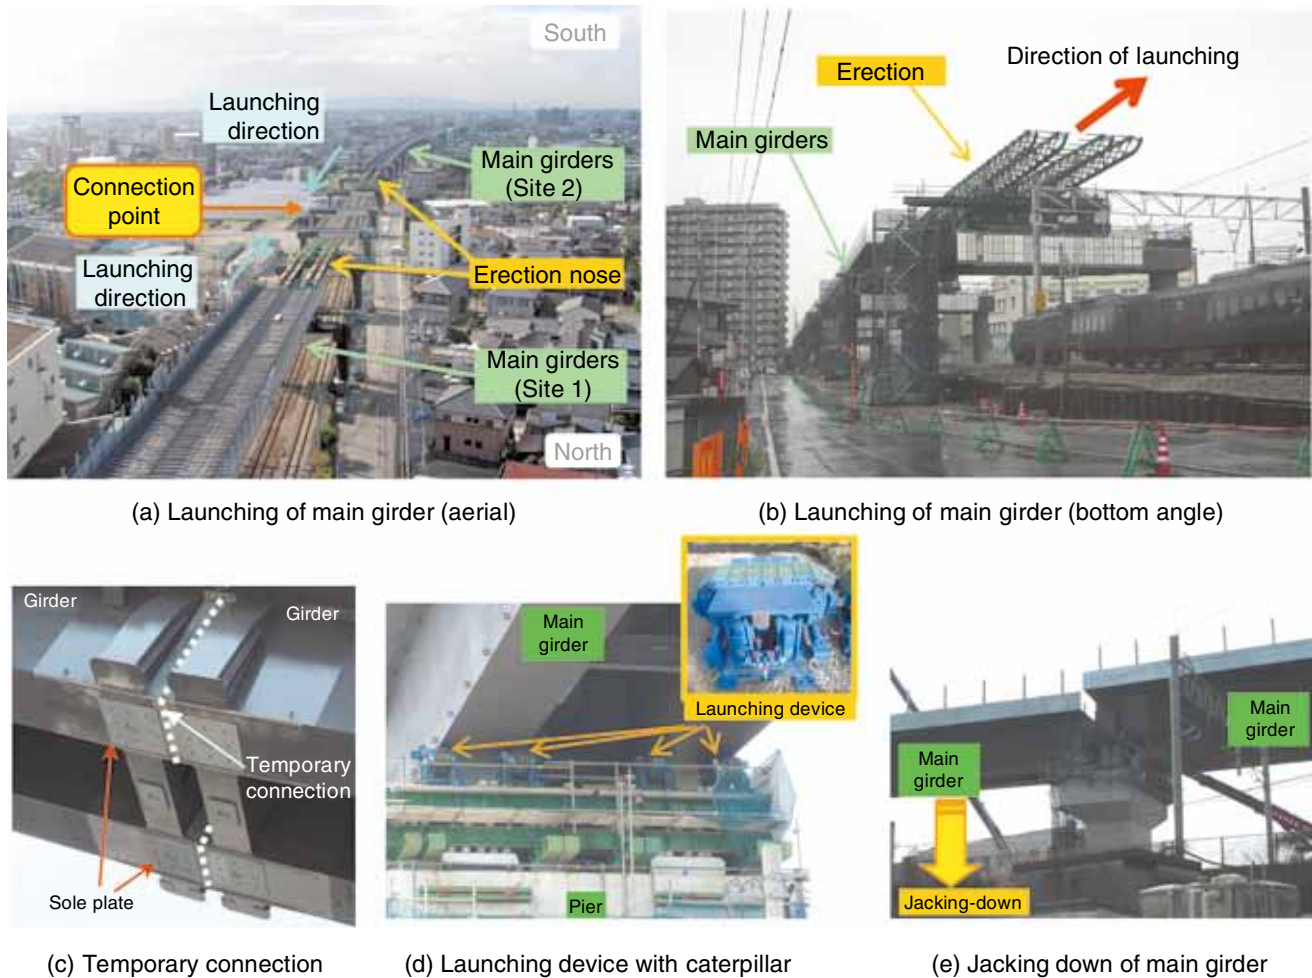 South
Launching
direction
Main girders
(Site 2)
Connection
point
Launching
direction
Erection nose
Main girders
(Site 1)
North
(a) Launching of main girder (aerial)
Direction of launching
Erection
Main girders
(b) Launching of main girder (bottom angle)
Girder
Girder
Temporary
connection
Sole plate
(c) Temporary connection
Main
girder
Launching device
Pier
(d) Launching device with caterpillar
Main
girder
Main
girder
Jacking-down
(e) Jacking down of main girder